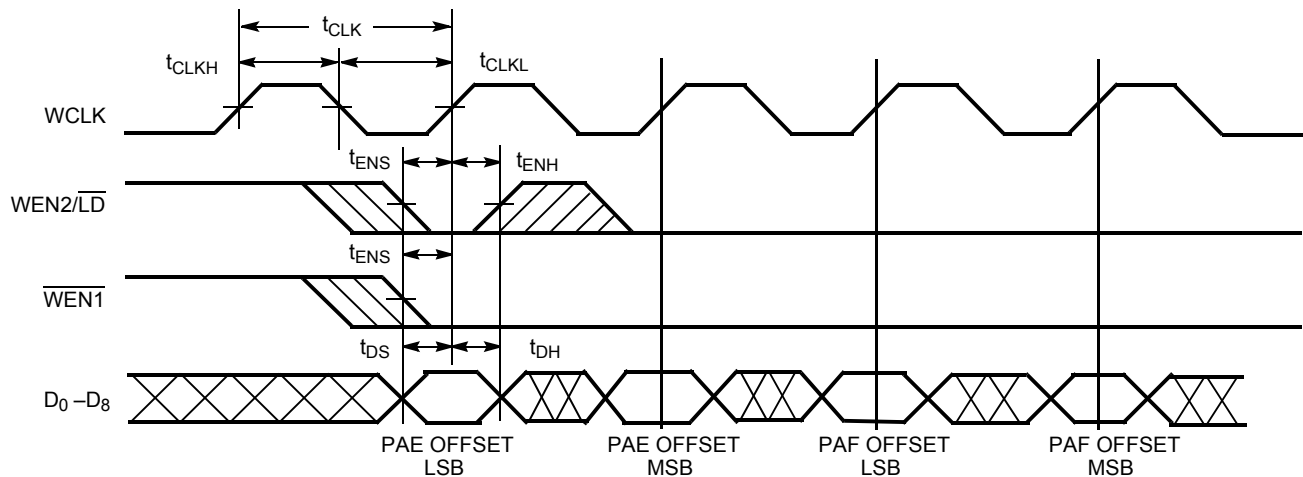 tCLK
tCLKH
tCLKL
WCLK
tENS
tENH
WEN2/LD
tENS
WEN1
tDS
tDH
D0 –D8
PAE OFFSET
LSB
PAE OFFSET
MSB
PAF OFFSET
LSB
PAF OFFSET
MSB